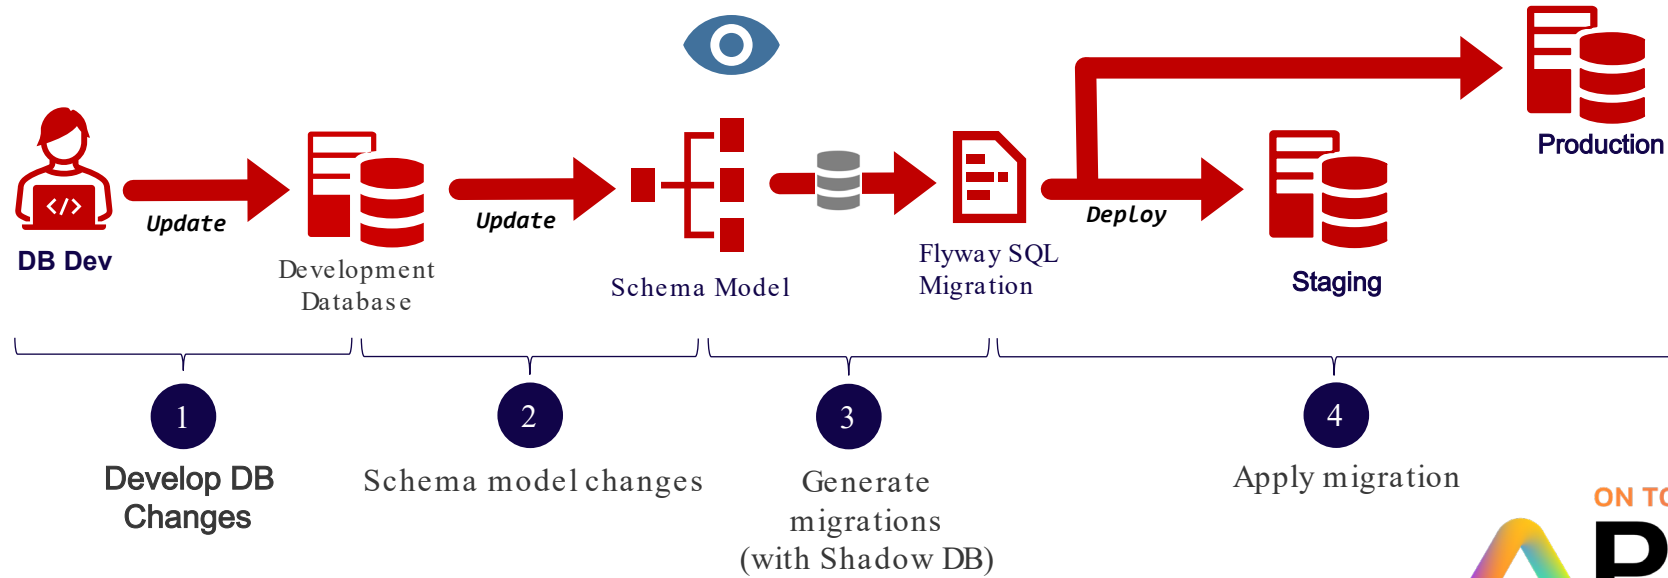 </>
DB Dev
Update
Development
Database
Update
Schema Model
Flyway SQL
Migration
Deploy
Staging
Production
1
Develop DB
Changes
2
Schema model changes
3
Generate
migrations
(with Shadow DB)
4
Apply migration
ON